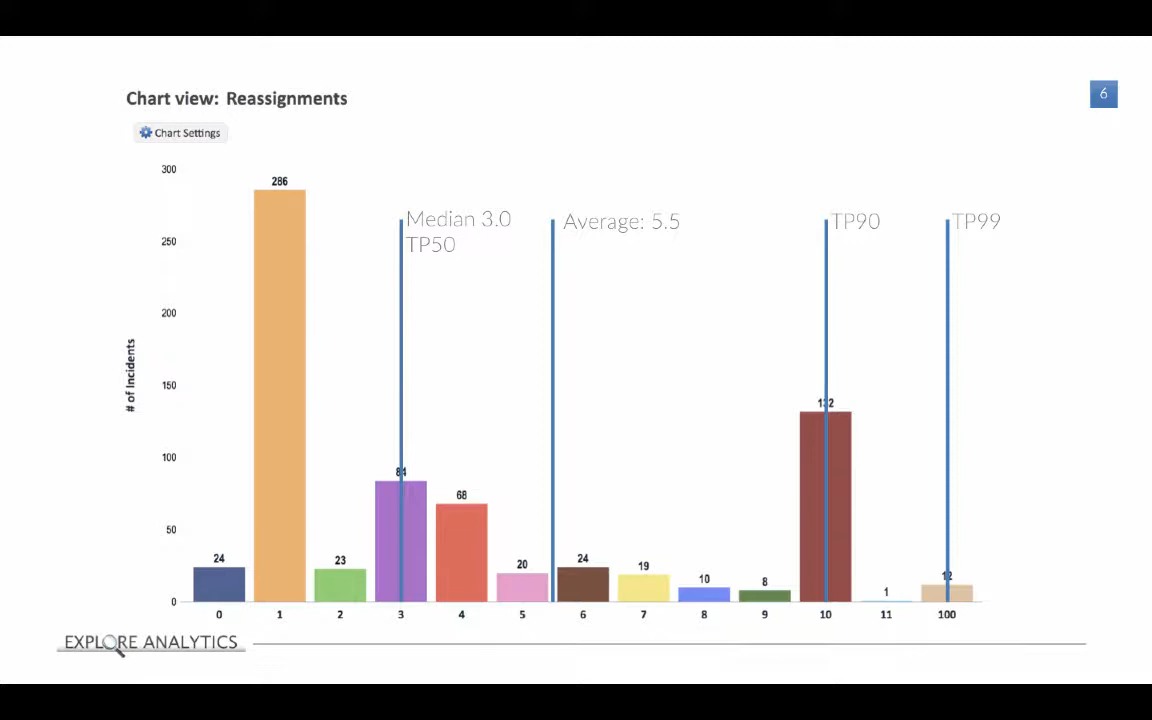 Chart view: Reassignments
6
Chart Settings
300
286
Median 3.0
TP50
Average: 5.5
TP90
TP99
250
200
# of Incidents
150
132
100
84
68
50
24
23
20
24
19
10
8
1
12
0
0 1 2 3 4 5 6 7 8 9 10 11 100
EXPLORE ANALYTICS